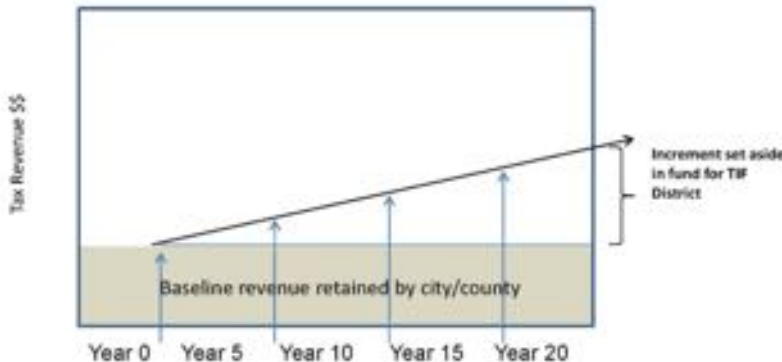 Tax Revenue $$
Increment set aside
in fund for TIF
District
Baseline revenue retained by city/county
Year 0 Year 5 Year 10 Year 15 Year 20